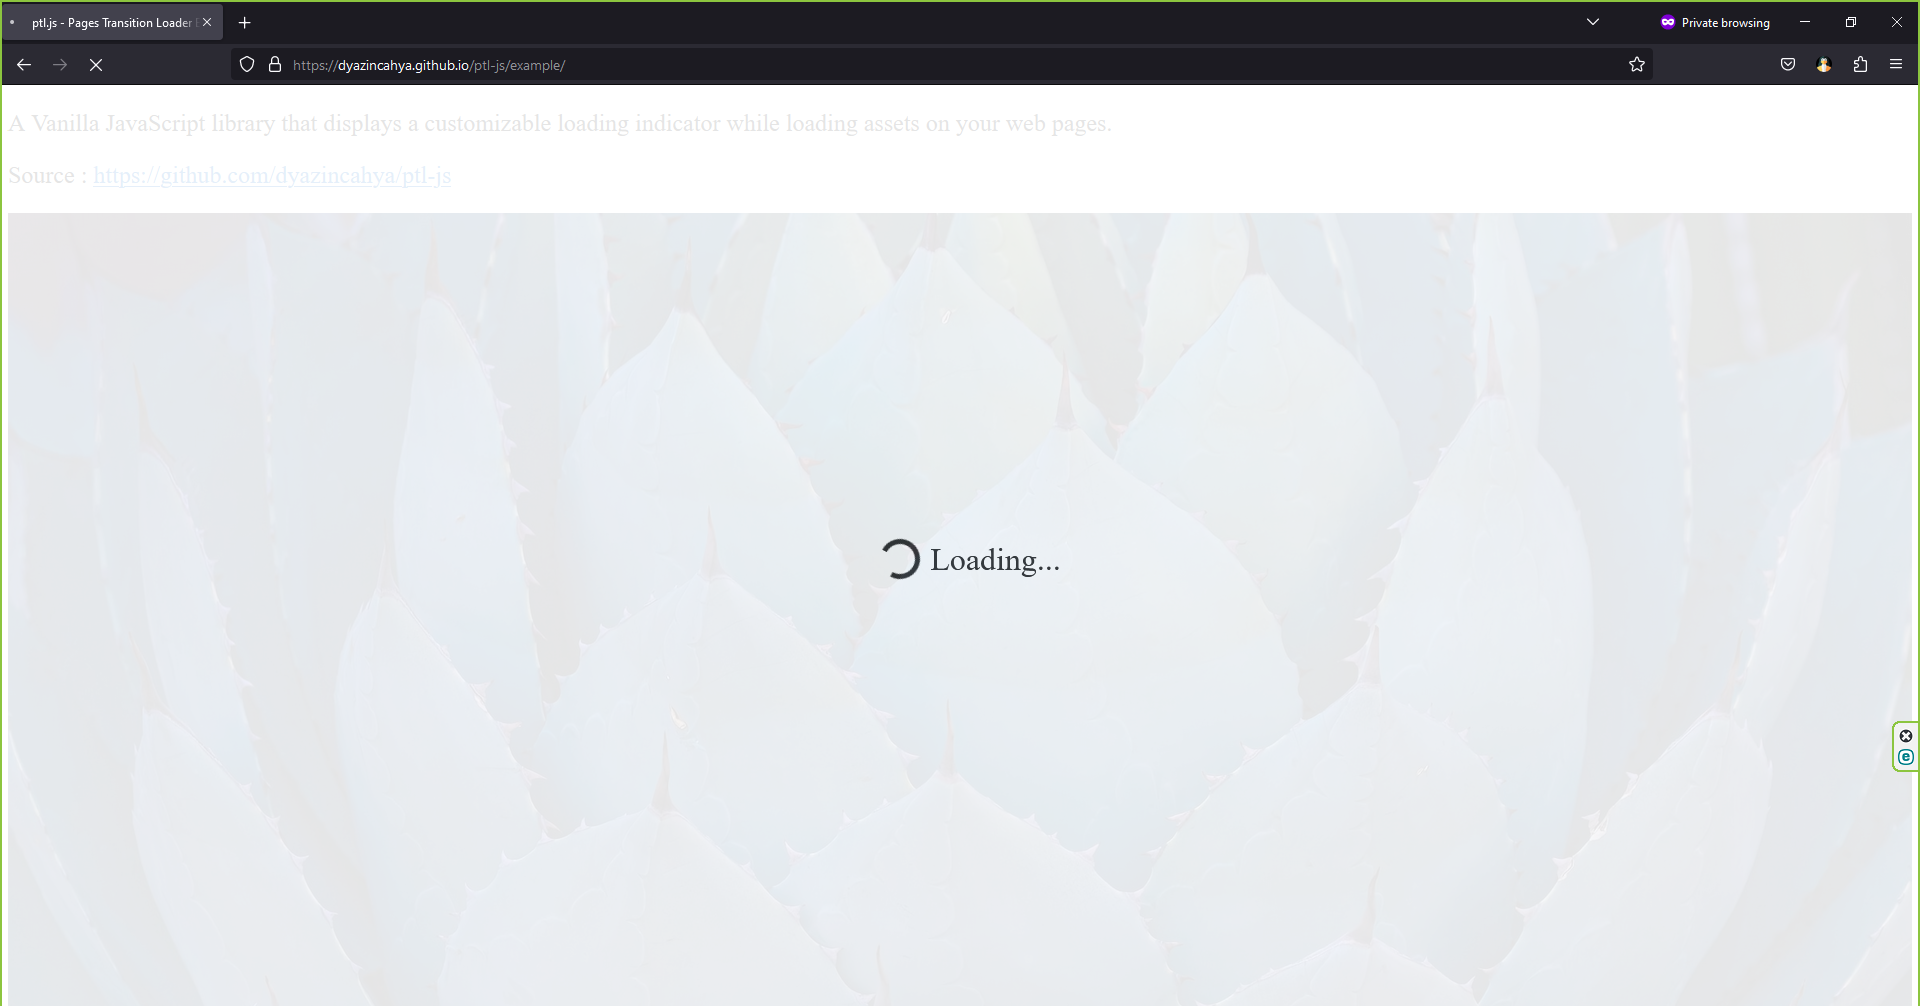 ptl.js - Pages Transition Loader
Private browsing
https://dyazincahya.github.io/ptl-js/example/
A Vanilla JavaScript library that displays a customizable loading indicator while loading assets on your web pages.
Source : https://github.com/dyazincahya/ptl-js
Loading...
e